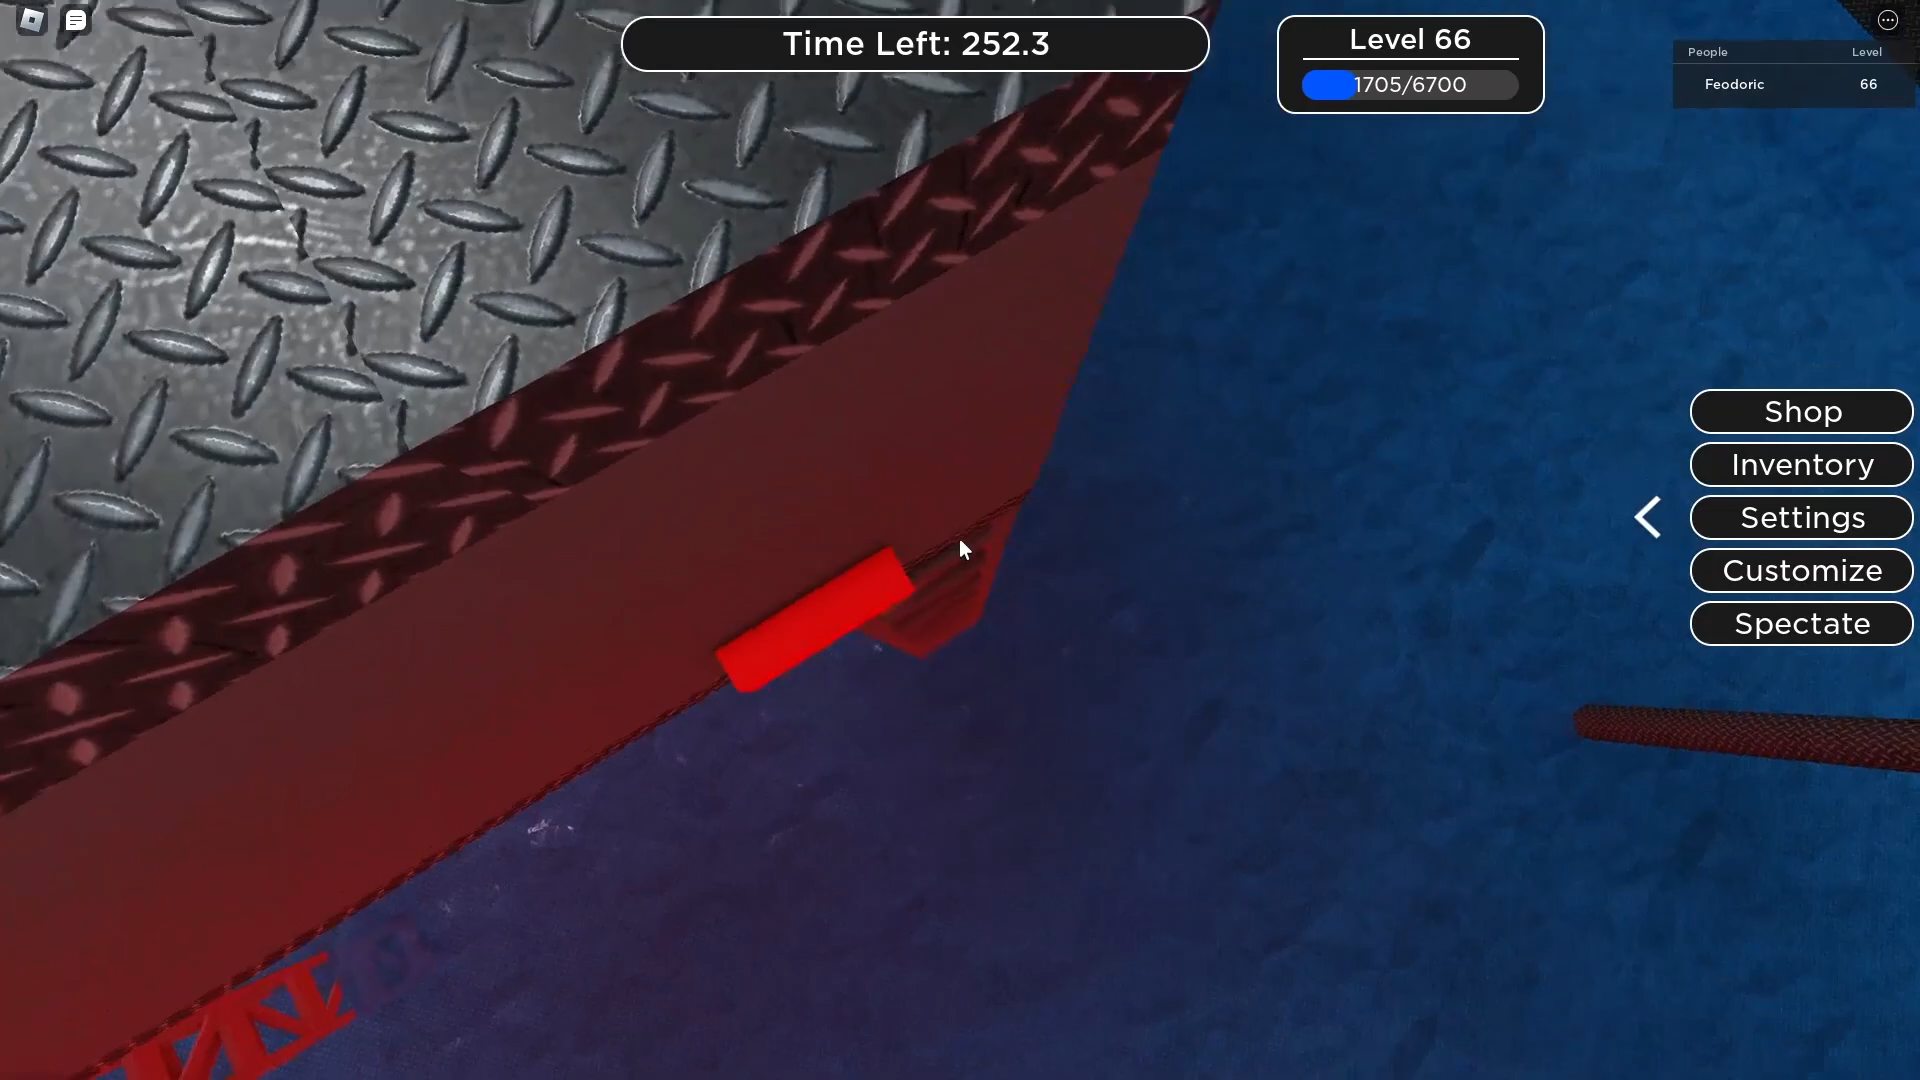 Time Left: 252.3
Level 66
1705/6700
People Level
Feodoric 66
Shop
Inventory
Settings
Customize
Spectate